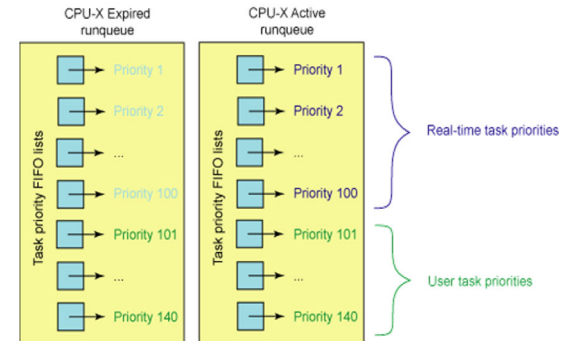 CPU-X Expired
runqueue
CPU-X Active
runqueue
Task priority FIFO lists
Priority 1
Priority 2
...
Priority 100
Priority 101
...
Priority 140
Task priority FIFO lists
Priority 1
Priority 2
...
Priority 100
Priority 101
...
Priority 140
Real-time task priorities
User task priorities